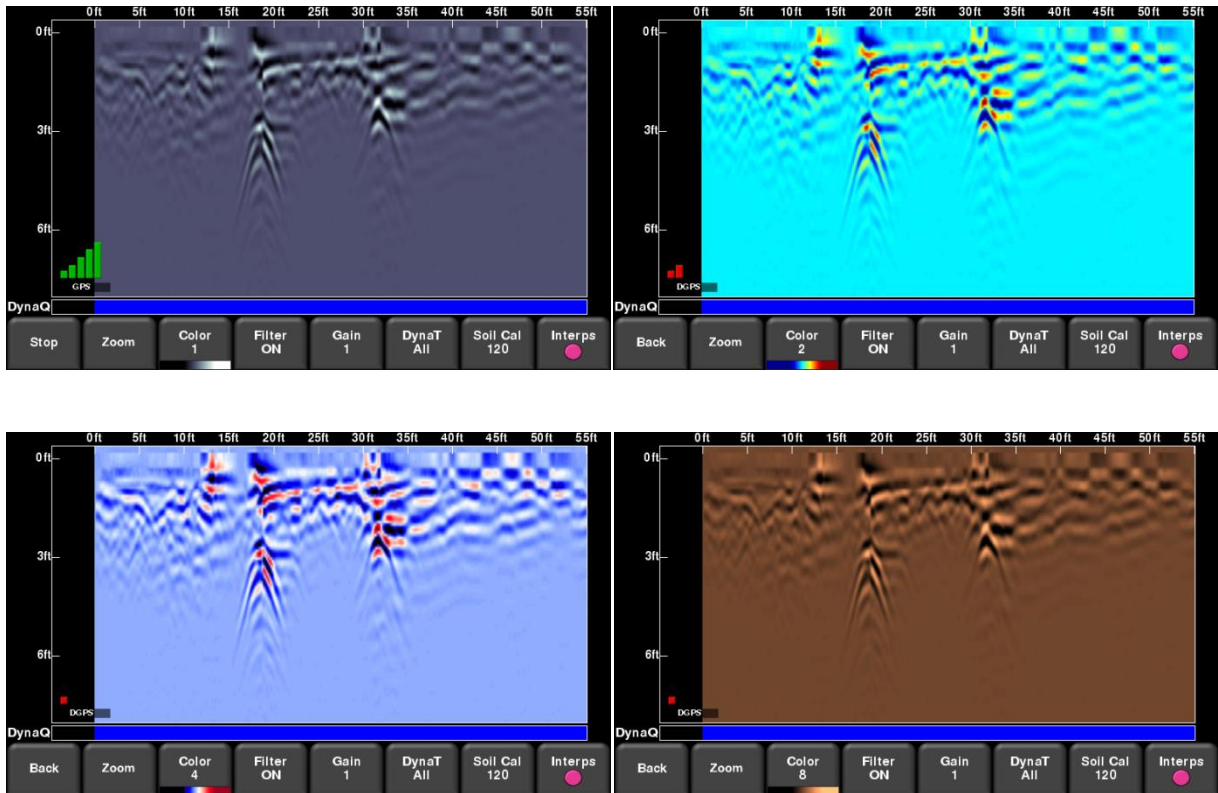 0ft 5ft 10ft 15ft 20ft 25ft 30ft 35ft 40ft 45ft 50ft 55ft
0ft
3ft
6ft
GPS
DynaQ
Stop Zoom Color 1 Filter ON Gain 1 DynaT All Soil Cal 120 Interps
0ft 5ft 10ft 15ft 20ft 25ft 30ft 35ft 40ft 45ft 50ft 55ft
0ft
3ft
6ft
DGPS
DynaQ
Back Zoom Color 2 Filter ON Gain 1 DynaT All Soil Cal 120 Interps
0ft 5ft 10ft 15ft 20ft 25ft 30ft 35ft 40ft 45ft 50ft 55ft
0ft
3ft
6ft
DGPS
DynaQ
Back Zoom Color 4 Filter ON Gain 1 DynaT All Soil Cal 120 Interps
0ft 5ft 10ft 15ft 20ft 25ft 30ft 35ft 40ft 45ft 50ft 55ft
0ft
3ft
6ft
DGPS
DynaQ
Back Zoom Color 8 Filter ON Gain 1 DynaT All Soil Cal 120 Interps